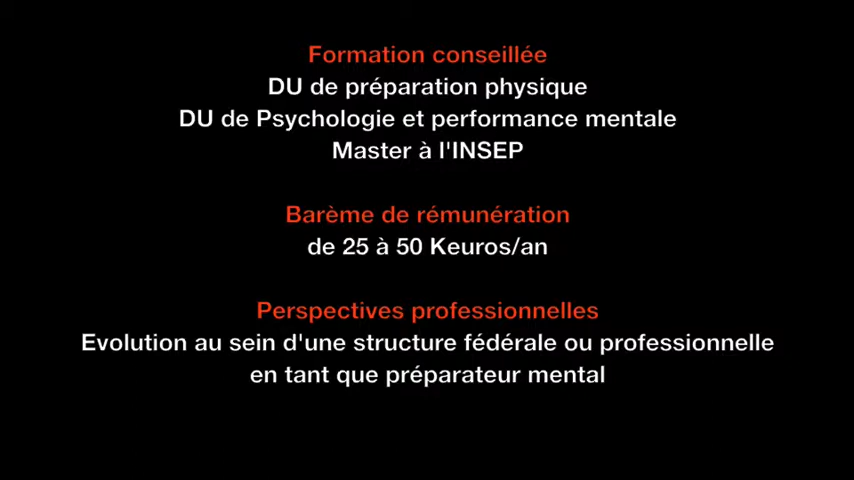 Formation conseillée
DU de préparation physique
DU de Psychologie et performance mentale
Master à l'INSEP
Barème de rémunération
de 25 à 50 Keuros/an
Perspectives professionnelles
Evolution au sein d'une structure fédérale ou professionnelle
en tant que préparateur mental